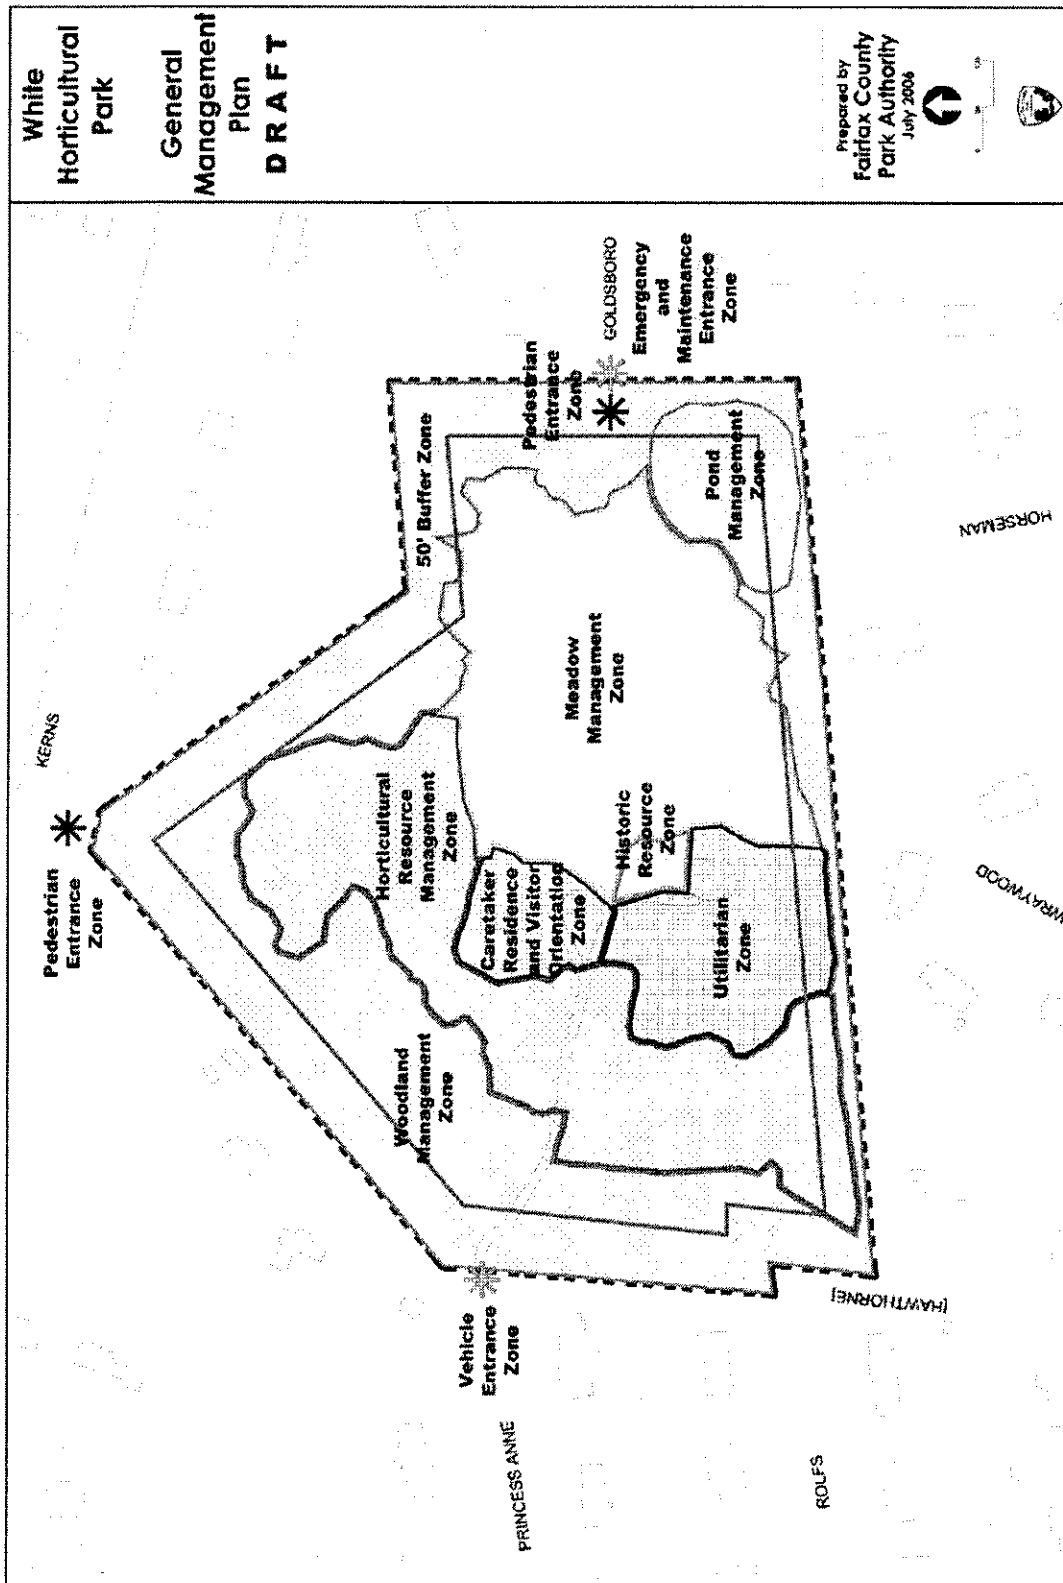 White
Horticultural
Park
General
Management
Plan
DRAFT
KERNS
Pedestrian
Entrance
Zone
50' Buffer Zone
Pedestrian
Entrance
Zone
GOLDSBORO
Emergency
and
Maintenance
Entrance
Zone
Horticultural
Resource
Management
Zone
Meadow
Management
Zone
Pond
Management
Zone
Woodland
Management
Zone
Caretaker
Residence
and Visitor
Orientation
Zone
Historic
Resource
Zone
Utilitarian
Zone
Vehicle
Entrance
Zone
PRINCESS ANNE
ROLFS
[HAWTHORNE]
WRAYWOOD
HORSEMAN
Prepared by
Fairfax County
Park Authority
July 2006